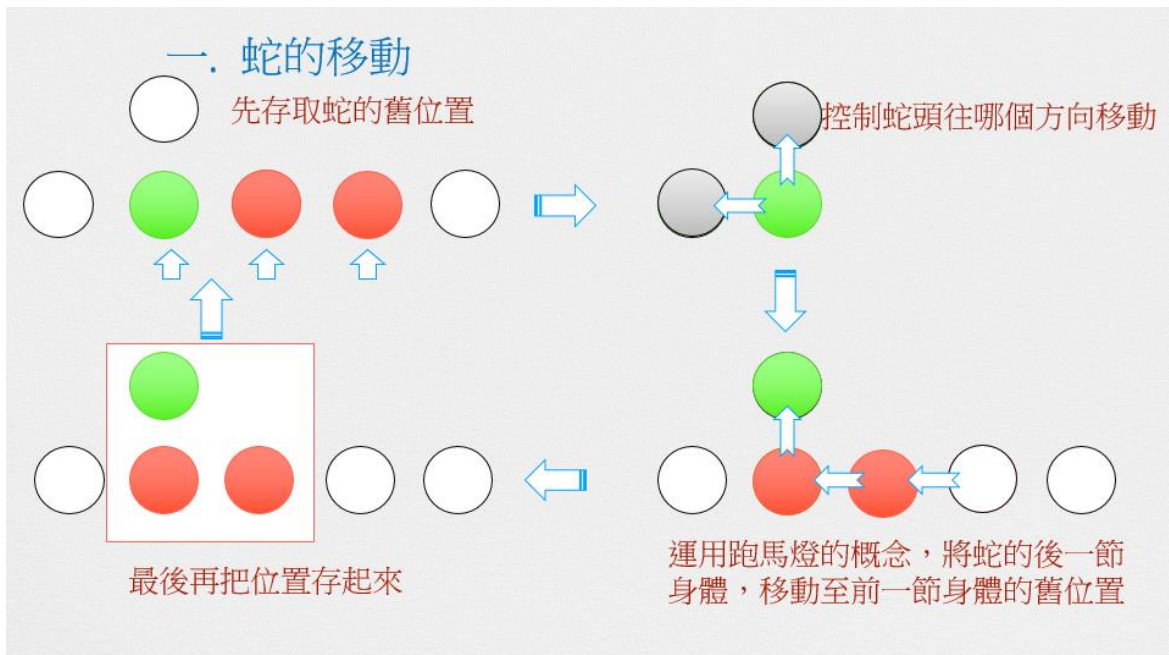 一. 蛇的移動
先存取蛇的舊位置
控制蛇頭往哪個方向移動
運用跑馬燈的概念，將蛇的後一節
身體，移動至前一節身體的舊位置
最後再把位置存起來